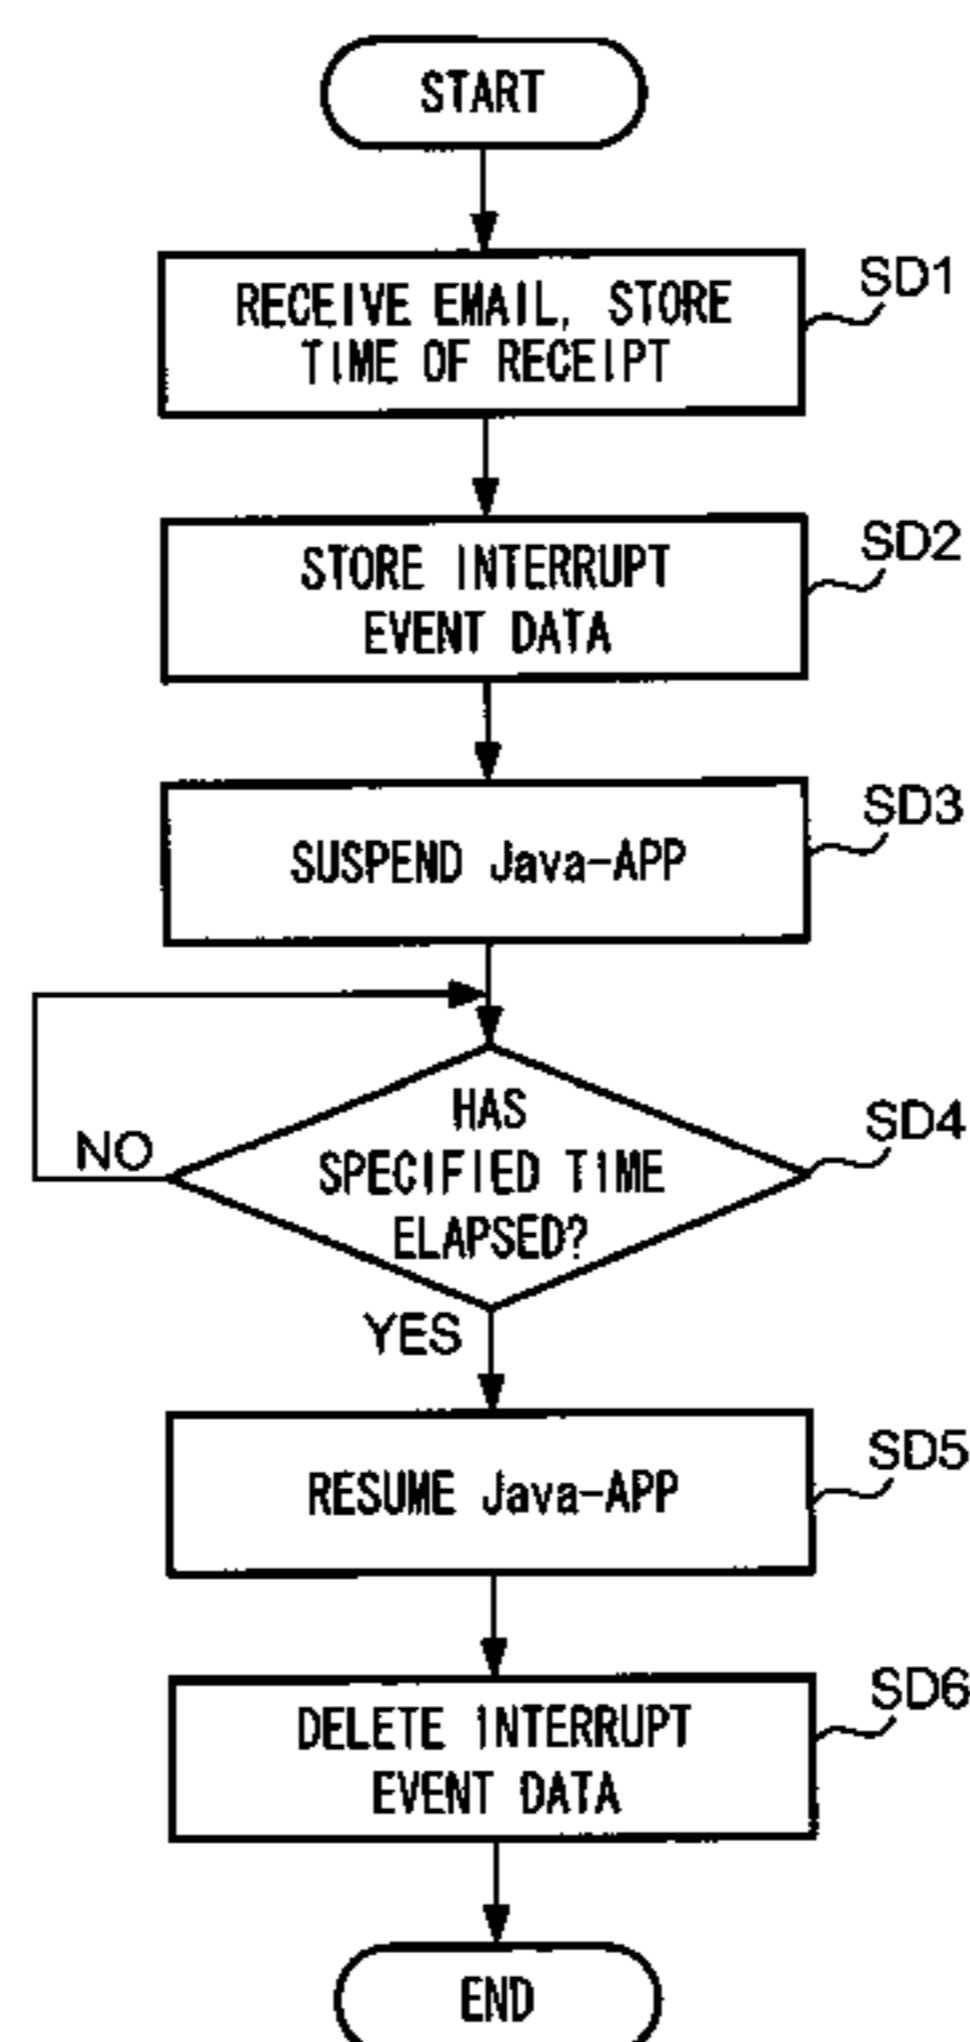 START
RECEIVE EMAIL, STORE
TIME OF RECEIPT
SD1
STORE INTERRUPT
EVENT DATA
SD2
SUSPEND Java-APP
SD3
HAS
SPECIFIED TIME
ELAPSED?
SD4
NO
YES
RESUME Java-APP
SD5
DELETE INTERRUPT
EVENT DATA
SD6
END